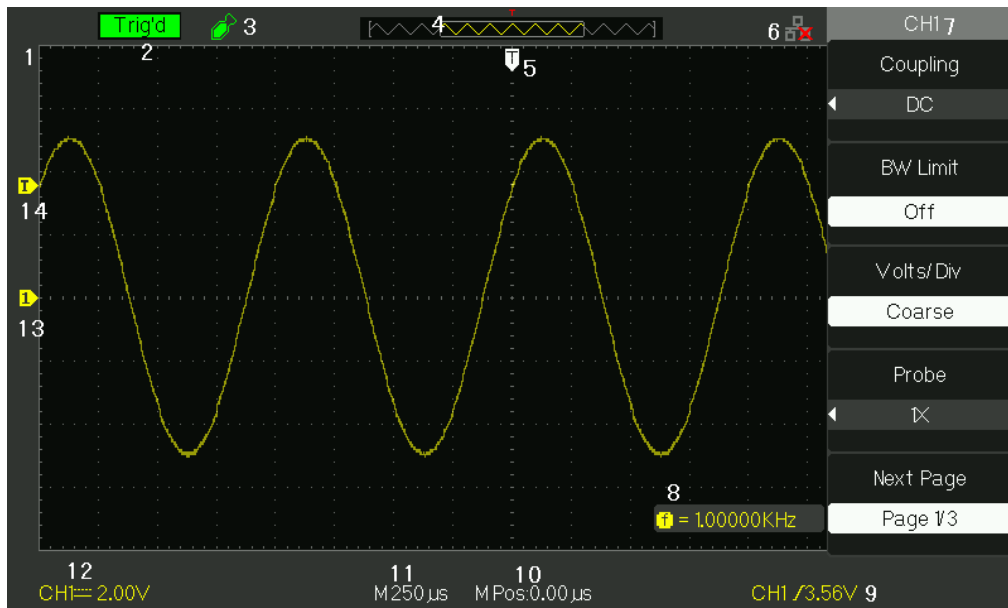 Trig'd
3
4
6
CH1 7
1
2
T
5
Coupling
DC
BW Limit
Off
T
14
Volts/Div
Coarse
1
13
Probe
1X
Next Page
Page 1/3
8
f = 1.00000KHz
12
11
10
CH1 2.00V
M 250μs
M Pos:0.00μs
CH1 /3.56V 9